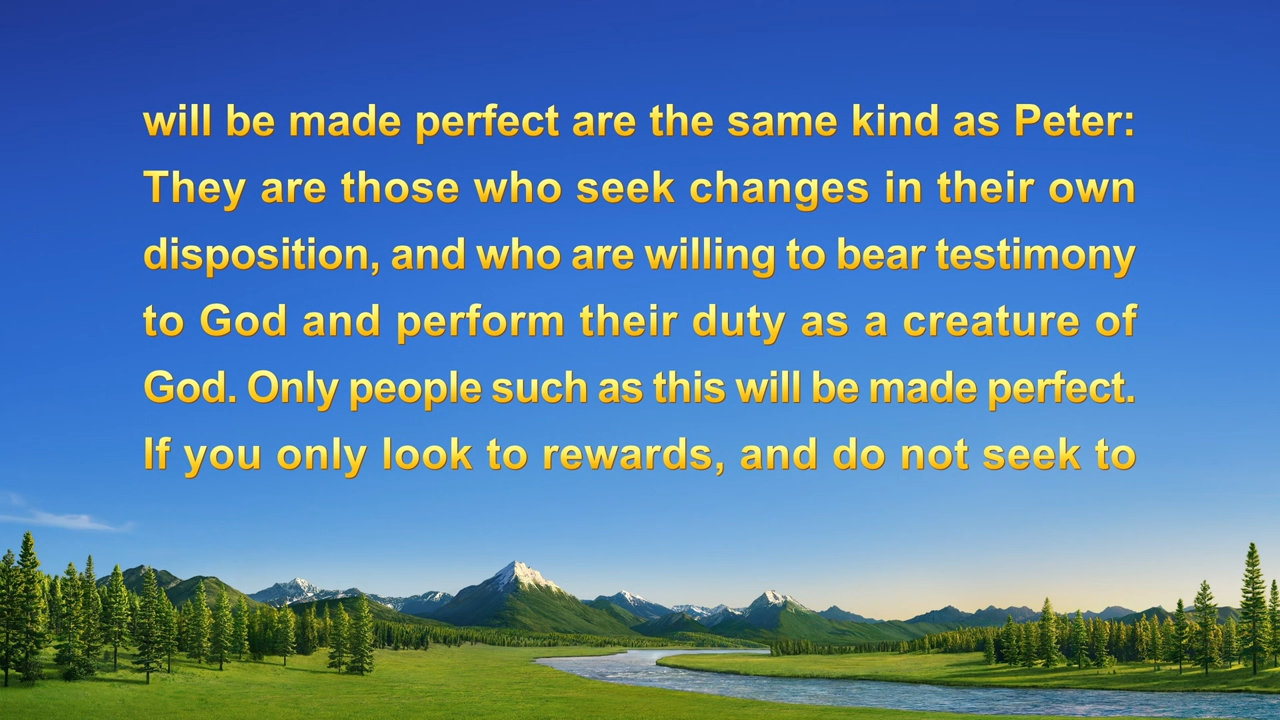 will be made perfect are the same kind as Peter:
They are those who seek changes in their own
disposition, and who are willing to bear testimony
to God and perform their duty as a creature of
God. Only people such as this will be made perfect.
If you only look to rewards, and do not seek to